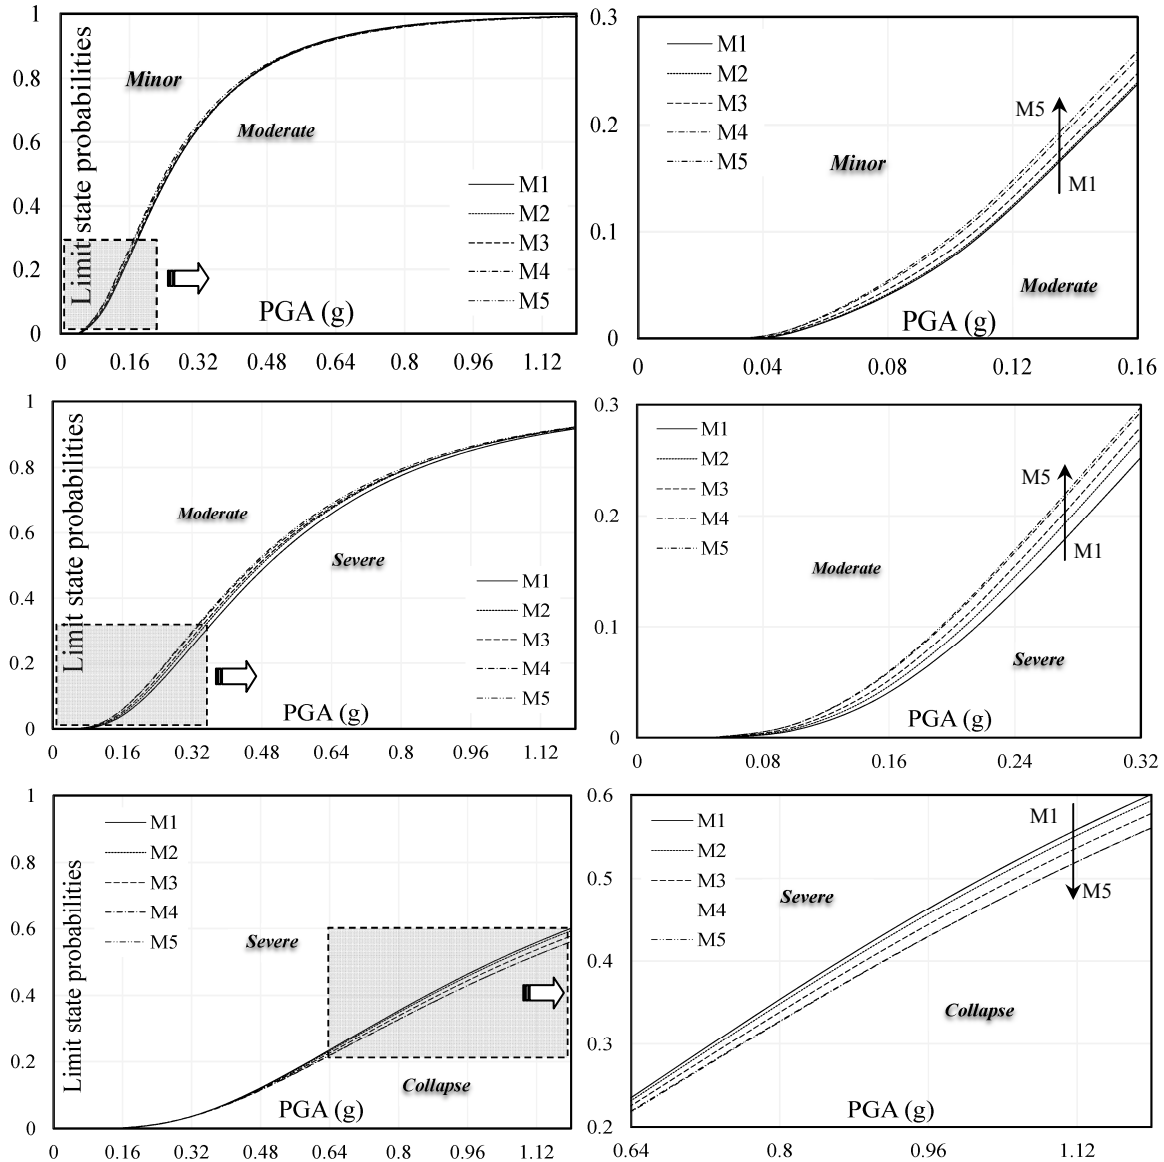 1
0.8
0.6
0.4
0.2
0
Limit state probabilities
Minor
Moderate
M1
M2
M3
M4
M5
PGA (g)
0 0.16 0.32 0.48 0.64 0.8 0.96 1.12
0.3
0.2
0.1
0
M1
M2
M3
M4
M5
Minor
M5
M1
Moderate
PGA (g)
0 0.04 0.08 0.12 0.16
1
0.8
0.6
0.4
0.2
0
Limit state probabilities
Moderate
Severe
M1
M2
M3
M4
M5
PGA (g)
0 0.16 0.32 0.48 0.64 0.8 0.96 1.12
0.3
0.2
0.1
0
M1
M2
M3
M4
M5
M5
M1
Moderate
Severe
PGA (g)
0 0.08 0.16 0.24 0.32
1
0.8
0.6
0.4
0.2
0
Limit state probabilities
M1
M2
M3
M4
M5
Severe
Collapse
PGA (g)
0 0.16 0.32 0.48 0.64 0.8 0.96 1.12
0.6
0.5
0.4
0.3
0.2
M1
M2
M3
M4
M5
M1
M5
Severe
Collapse
PGA (g)
0.64 0.8 0.96 1.12